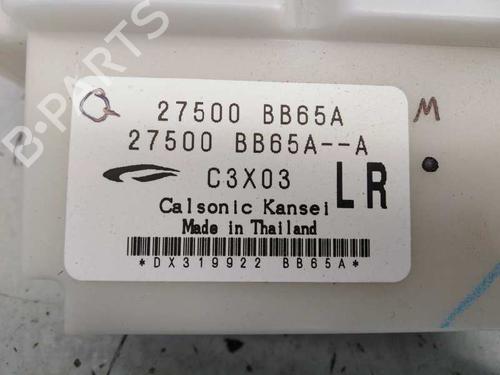 B-PARTS
27500 BB65A
M
27500 BB65A--A
C3X03
LR
Calsonic Kansei
Made in Thailand
*DX319922 BB65A*